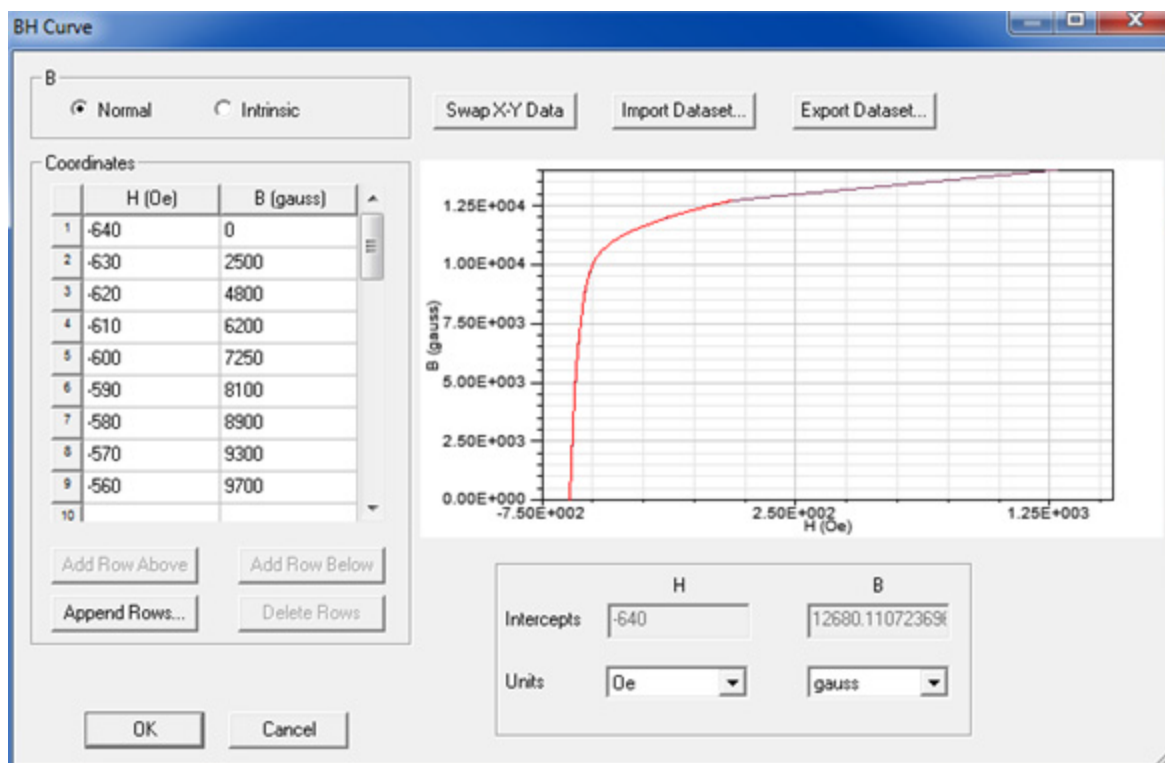 BH Curve
B
Normal
Intrinsic
Swap X-Y Data
Import Dataset...
Export Dataset...
Coordinates
H (Oe) B (gauss)
1 -640 0
2 -630 2500
3 -620 4800
4 -610 6200
5 -600 7250
6 -590 8100
7 -580 8900
8 -570 9300
9 -560 9700
10
Add Row Above
Add Row Below
Append Rows...
Delete Rows
OK
Cancel
B (gauss)
1.25E+004
1.00E+004
7.50E+003
5.00E+003
2.50E+003
0.00E+000
-7.50E+002 2.50E+002 1.25E+003
H (Oe)
H B
Intercepts -640 12680.110723696
Units Oe gauss